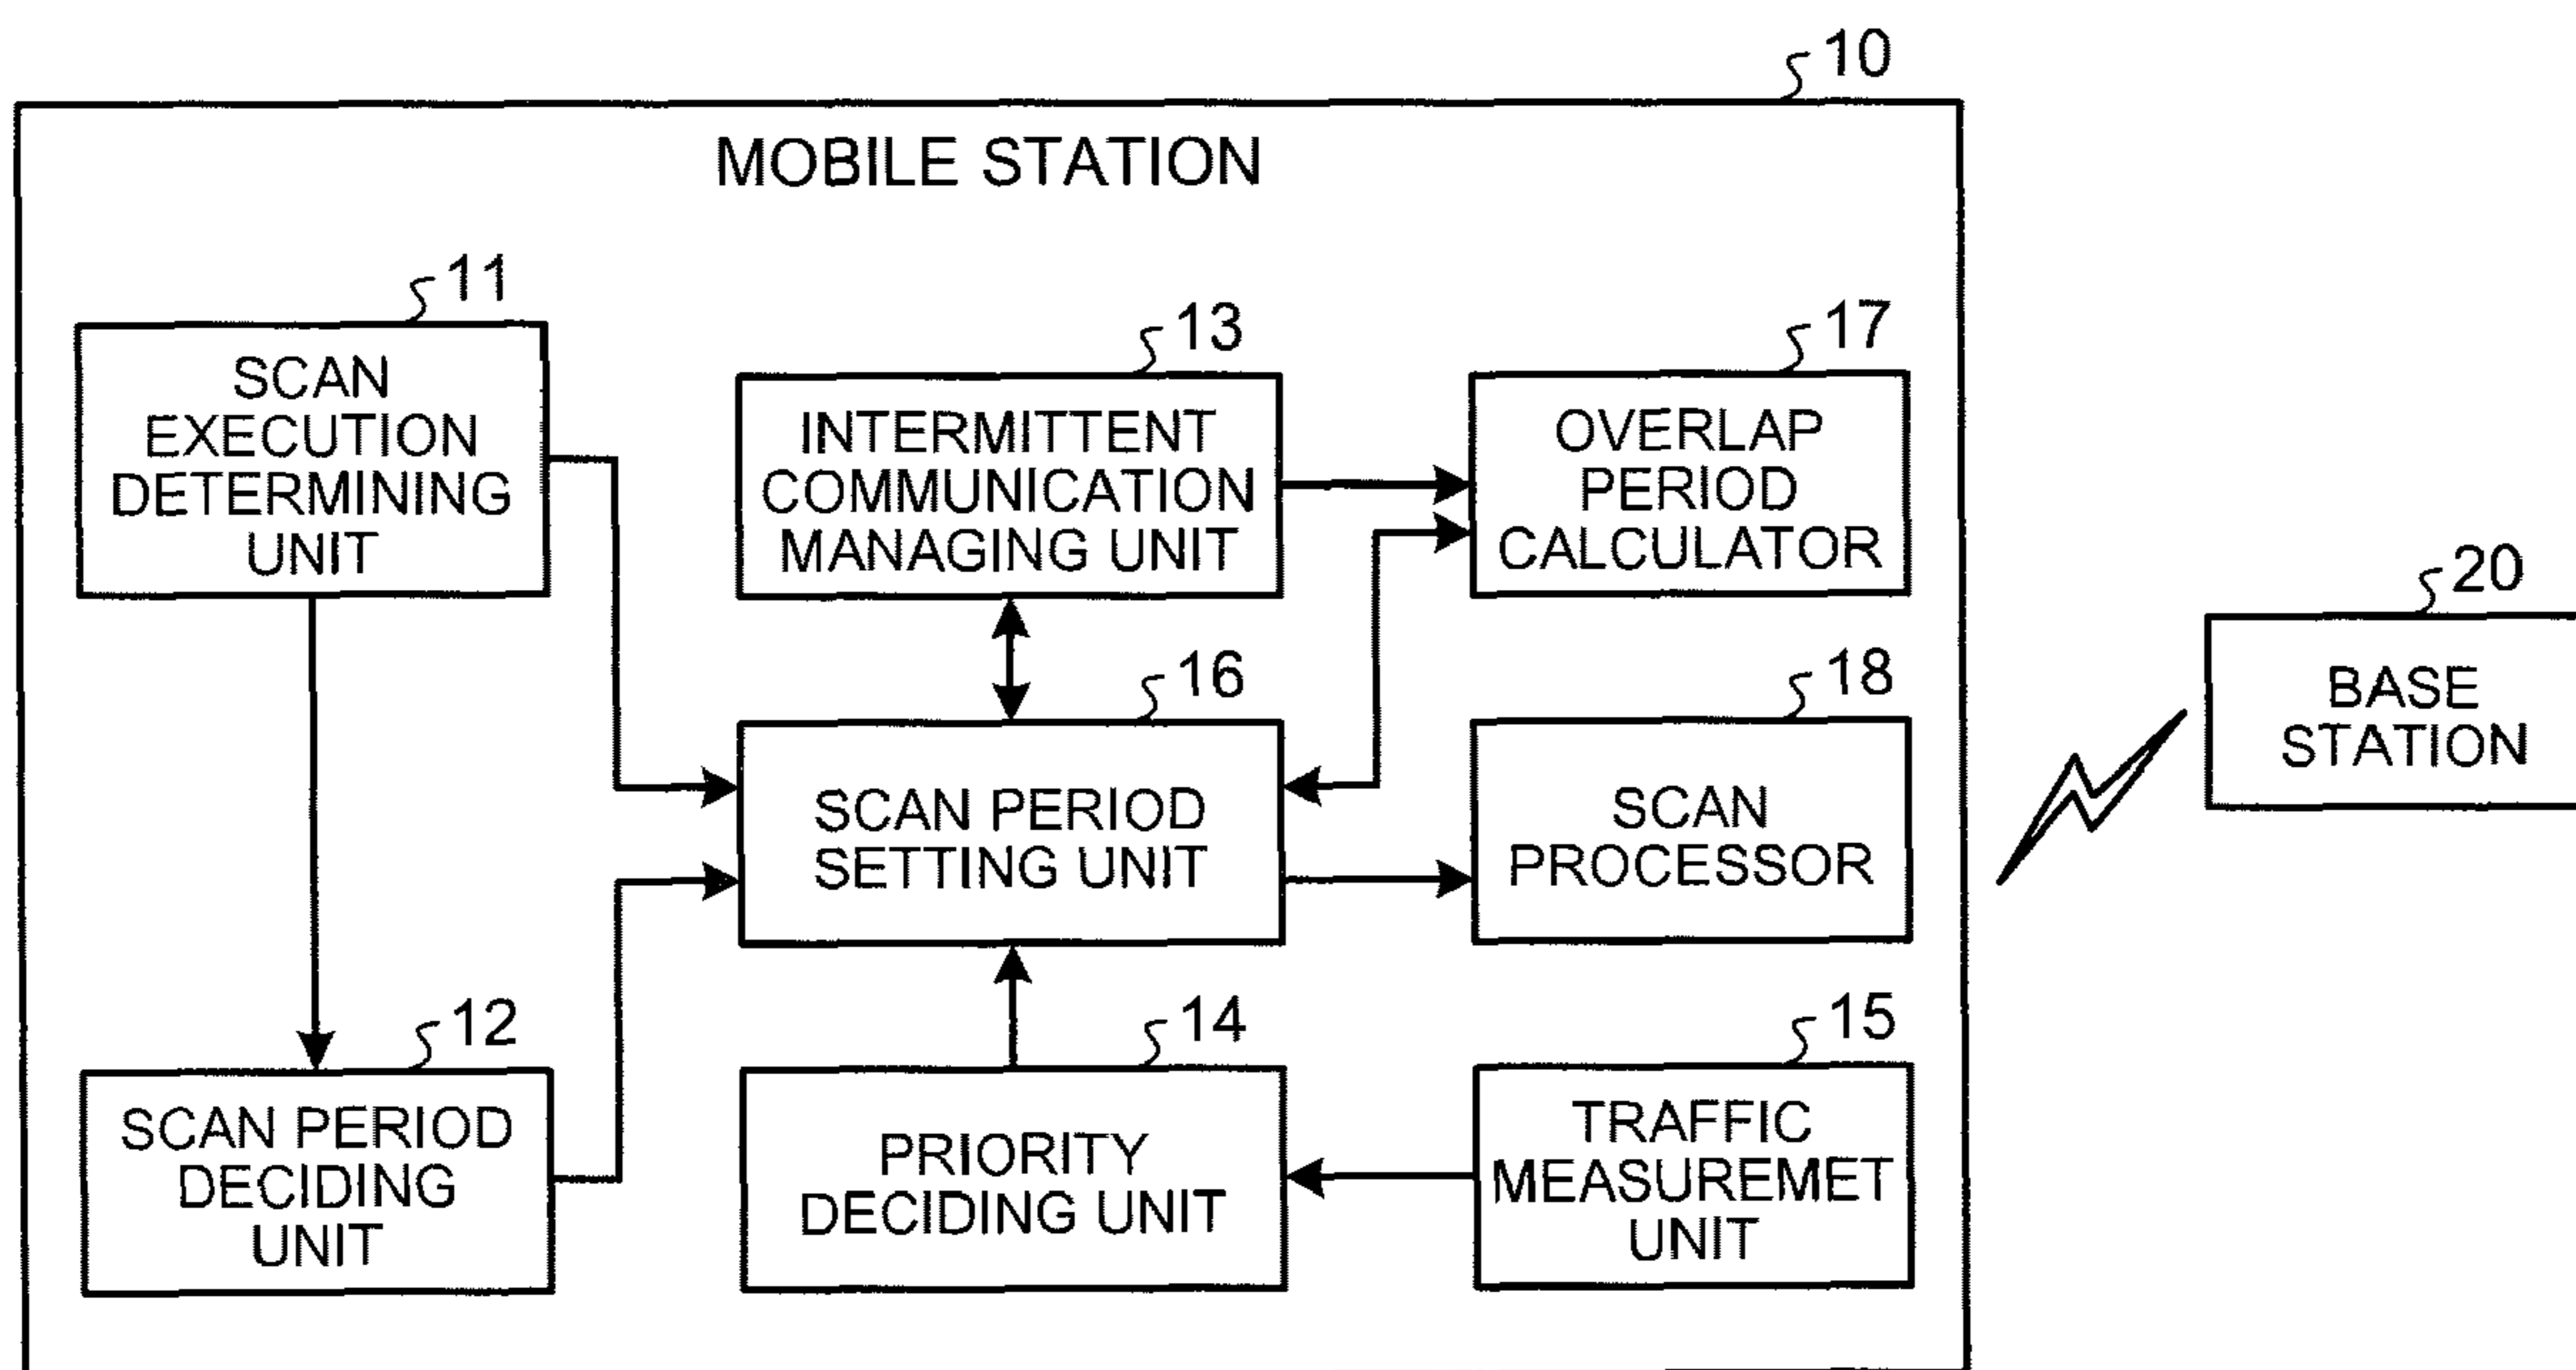 10
MOBILE STATION
11
SCAN
EXECUTION
DETERMINING
UNIT
13
INTERMITTENT
COMMUNICATION
MANAGING UNIT
17
OVERLAP
PERIOD
CALCULATOR
20
BASE
STATION
16
SCAN PERIOD
SETTING UNIT
18
SCAN
PROCESSOR
12
SCAN PERIOD
DECIDING
UNIT
14
PRIORITY
DECIDING UNIT
15
TRAFFIC
MEASUREMET
UNIT